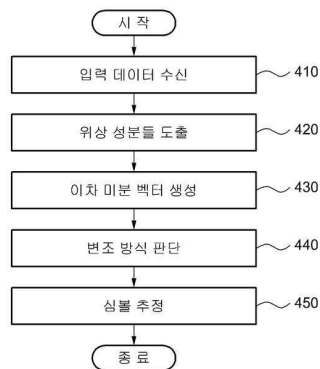 시 작
입력 데이터 수신 410
위상 성분들 도출 420
이차 미분 벡터 생성 430
변조 방식 판단 440
심볼 추정 450
종 료